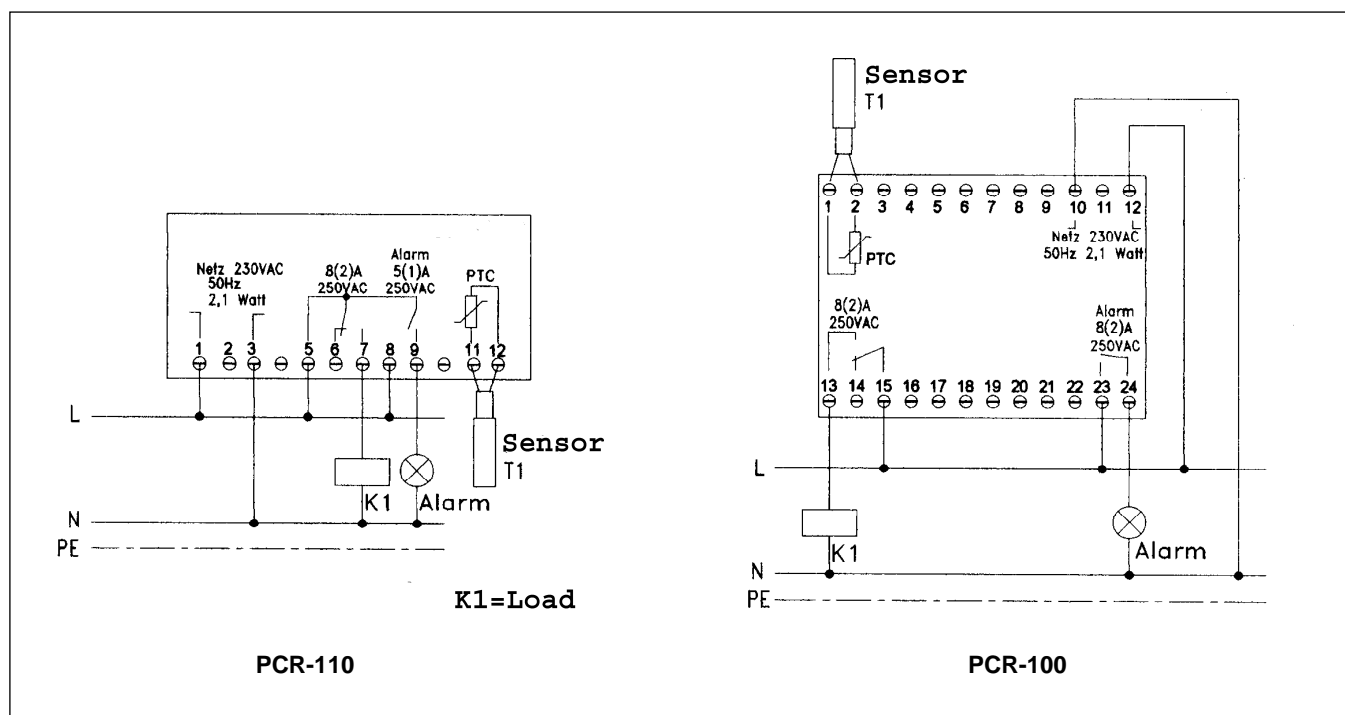 Netz 230VAC
50Hz
2,1 Watt
8(2)A
250VAC
Alarm
5(1)A
250VAC
PTC
1 2 3 5 6 7 8 9 11 12
L
Sensor
T1
K1
Alarm
N
PE
K1=Load
PCR-110
Sensor
T1
1 2 3 4 5 6 7 8 9 10 11 12
PTC
Netz 230VAC
50Hz 2,1 Watt
8(2)A
250VAC
Alarm
8(2)A
250VAC
13 14 15 16 17 18 19 20 21 22 23 24
L
K1
Alarm
N
PE
PCR-100